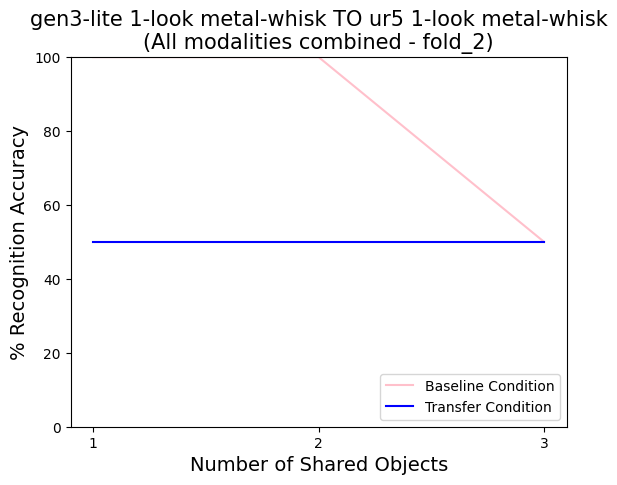 gen3-lite 1-look metal-whisk TO ur5 1-look metal-whisk
(All modalities combined - fold_2)
% Recognition Accuracy
100
80
60
40
20
0
1
2
3
Number of Shared Objects
Baseline Condition
Transfer Condition